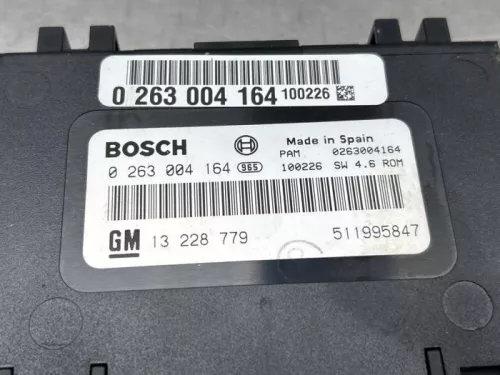 0 263 004 164 100226
BOSCH Made in Spain
PAM 0263004164
0 263 004 164 965 100226 SW 4.6 ROM
GM 13 228 779 511995847